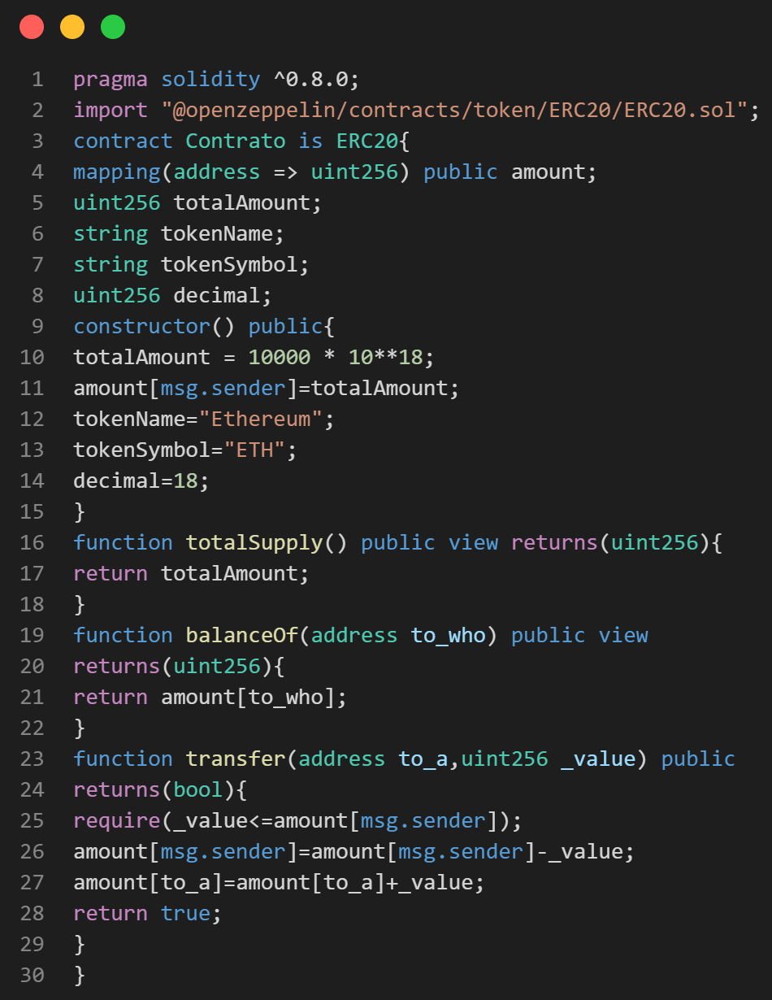 1 pragma solidity ^0.8.0;
2 import "@openzeppelin/contracts/token/ERC20/ERC20.sol";
3 contract Contrato is ERC20{
4 mapping(address => uint256) public amount;
5 uint256 totalAmount;
6 string tokenName;
7 string tokenSymbol;
8 uint256 decimal;
9 constructor() public{
10 totalAmount = 10000 * 10**18;
11 amount[msg.sender]=totalAmount;
12 tokenName="Ethereum";
13 tokenSymbol="ETH";
14 decimal=18;
15 }
16 function totalSupply() public view returns(uint256){
17 return totalAmount;
18 }
19 function balanceOf(address to_who) public view
20 returns(uint256){
21 return amount[to_who];
22 }
23 function transfer(address to_a,uint256 _value) public
24 returns(bool){
25 require(_value<=amount[msg.sender]);
26 amount[msg.sender]=amount[msg.sender]-_value;
27 amount[to_a]=amount[to_a]+_value;
28 return true;
29 }
30 }